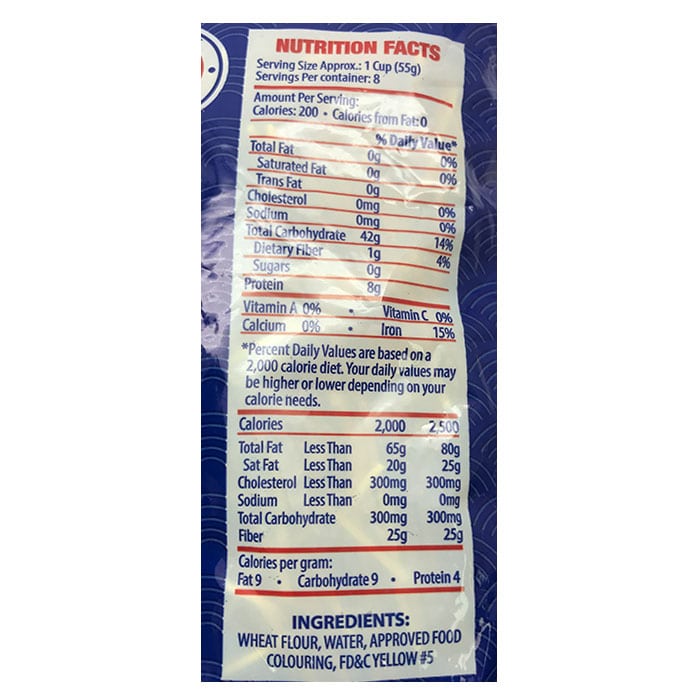 NUTRITION FACTS
Serving Size Approx.: 1 Cup (55g)
Servings Per container: 8
Amount Per Serving:
Calories: 200 • Calories from Fat: 0
% Daily Value*
Total Fat 0g 0%
Saturated Fat 0g 0%
Trans Fat 0g
Cholesterol 0mg 0%
Sodium 0mg 0%
Total Carbohydrate 42g 14%
Dietary Fiber 1g 4%
Sugars 0g
Protein 8g
Vitamin A 0% • Vitamin C 0%
Calcium 0% • Iron 15%
*Percent Daily Values are based on a
2,000 calorie diet. Your daily values may
be higher or lower depending on your
calorie needs.
Calories 2,000 2,500
Total Fat Less Than 65g 80g
Sat Fat Less Than 20g 25g
Cholesterol Less Than 300mg 300mg
Sodium Less Than 0mg 0mg
Total Carbohydrate 300mg 300mg
Fiber 25g 25g
Calories per gram:
Fat 9 • Carbohydrate 9 • Protein 4
INGREDIENTS:
WHEAT FLOUR, WATER, APPROVED FOOD
COLOURING, FD&C YELLOW #5